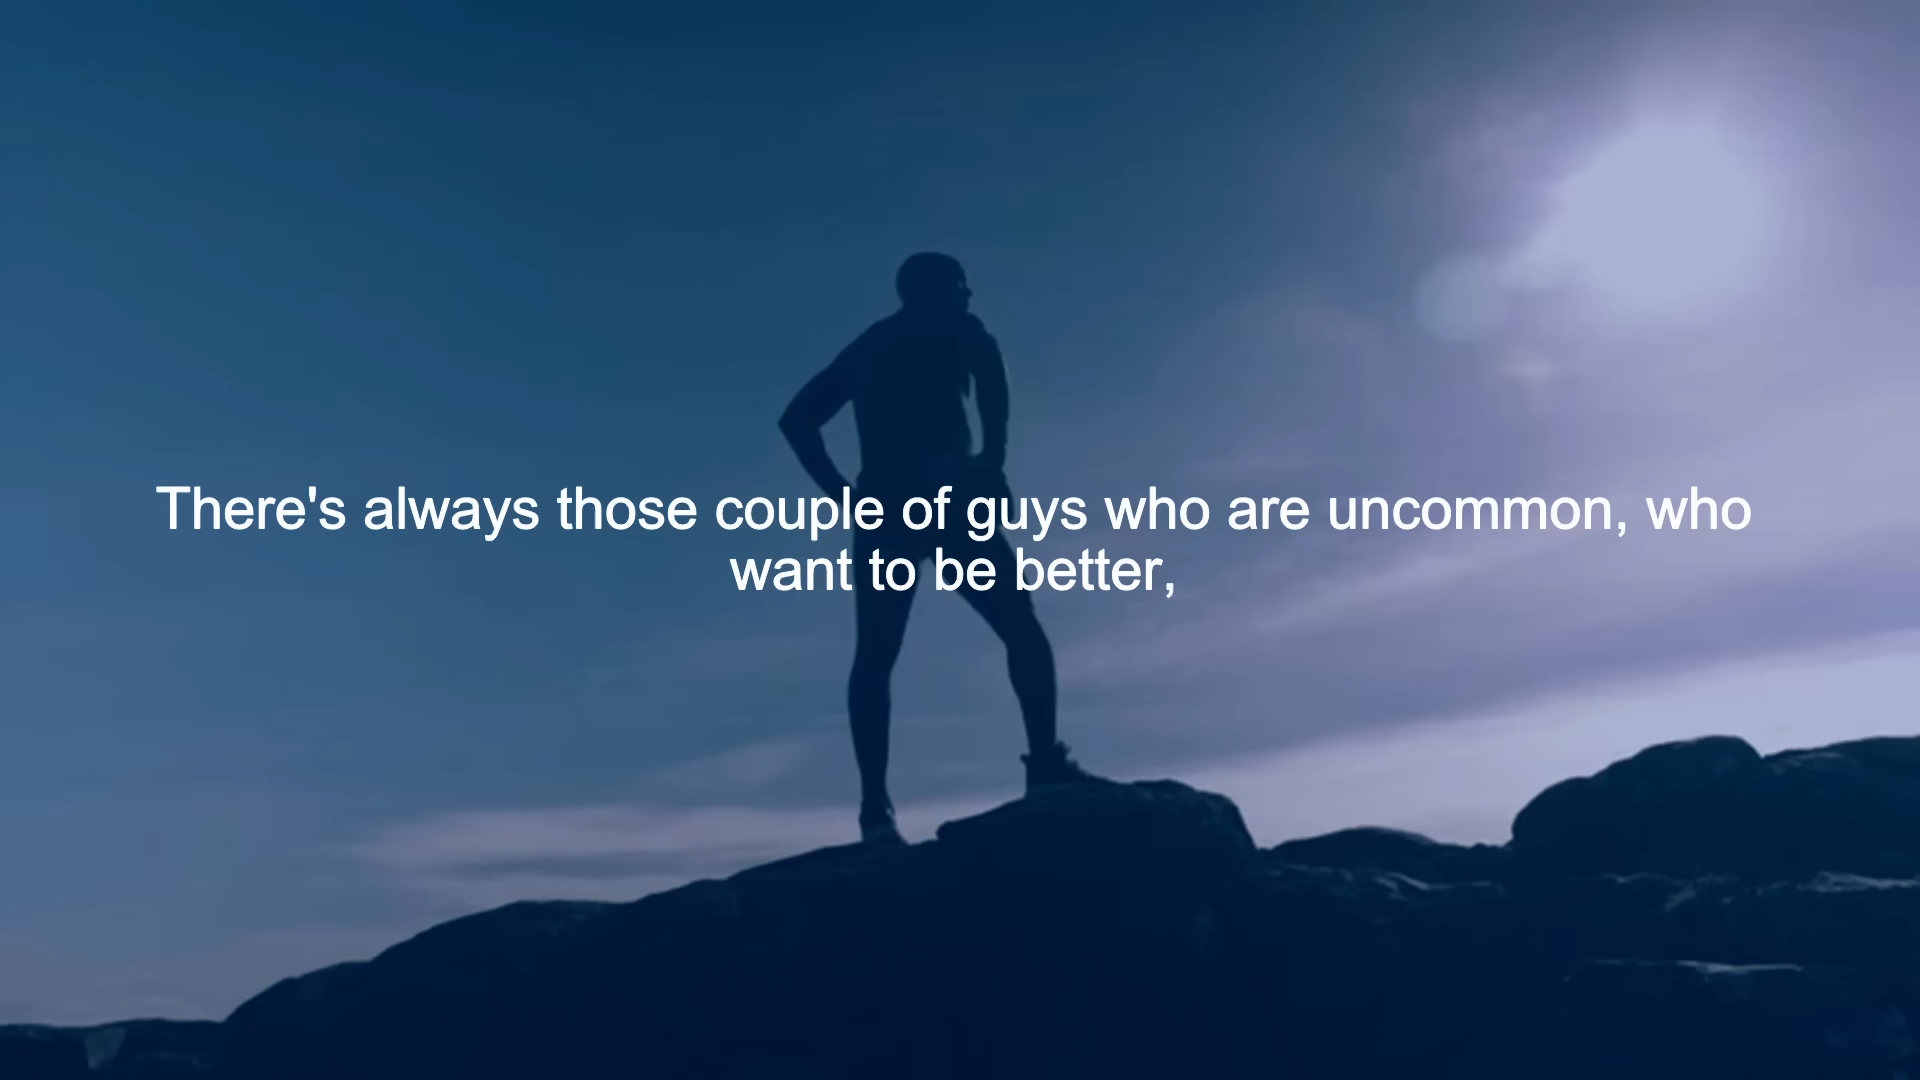 There's always those couple of guys who are uncommon, who
want to be better,